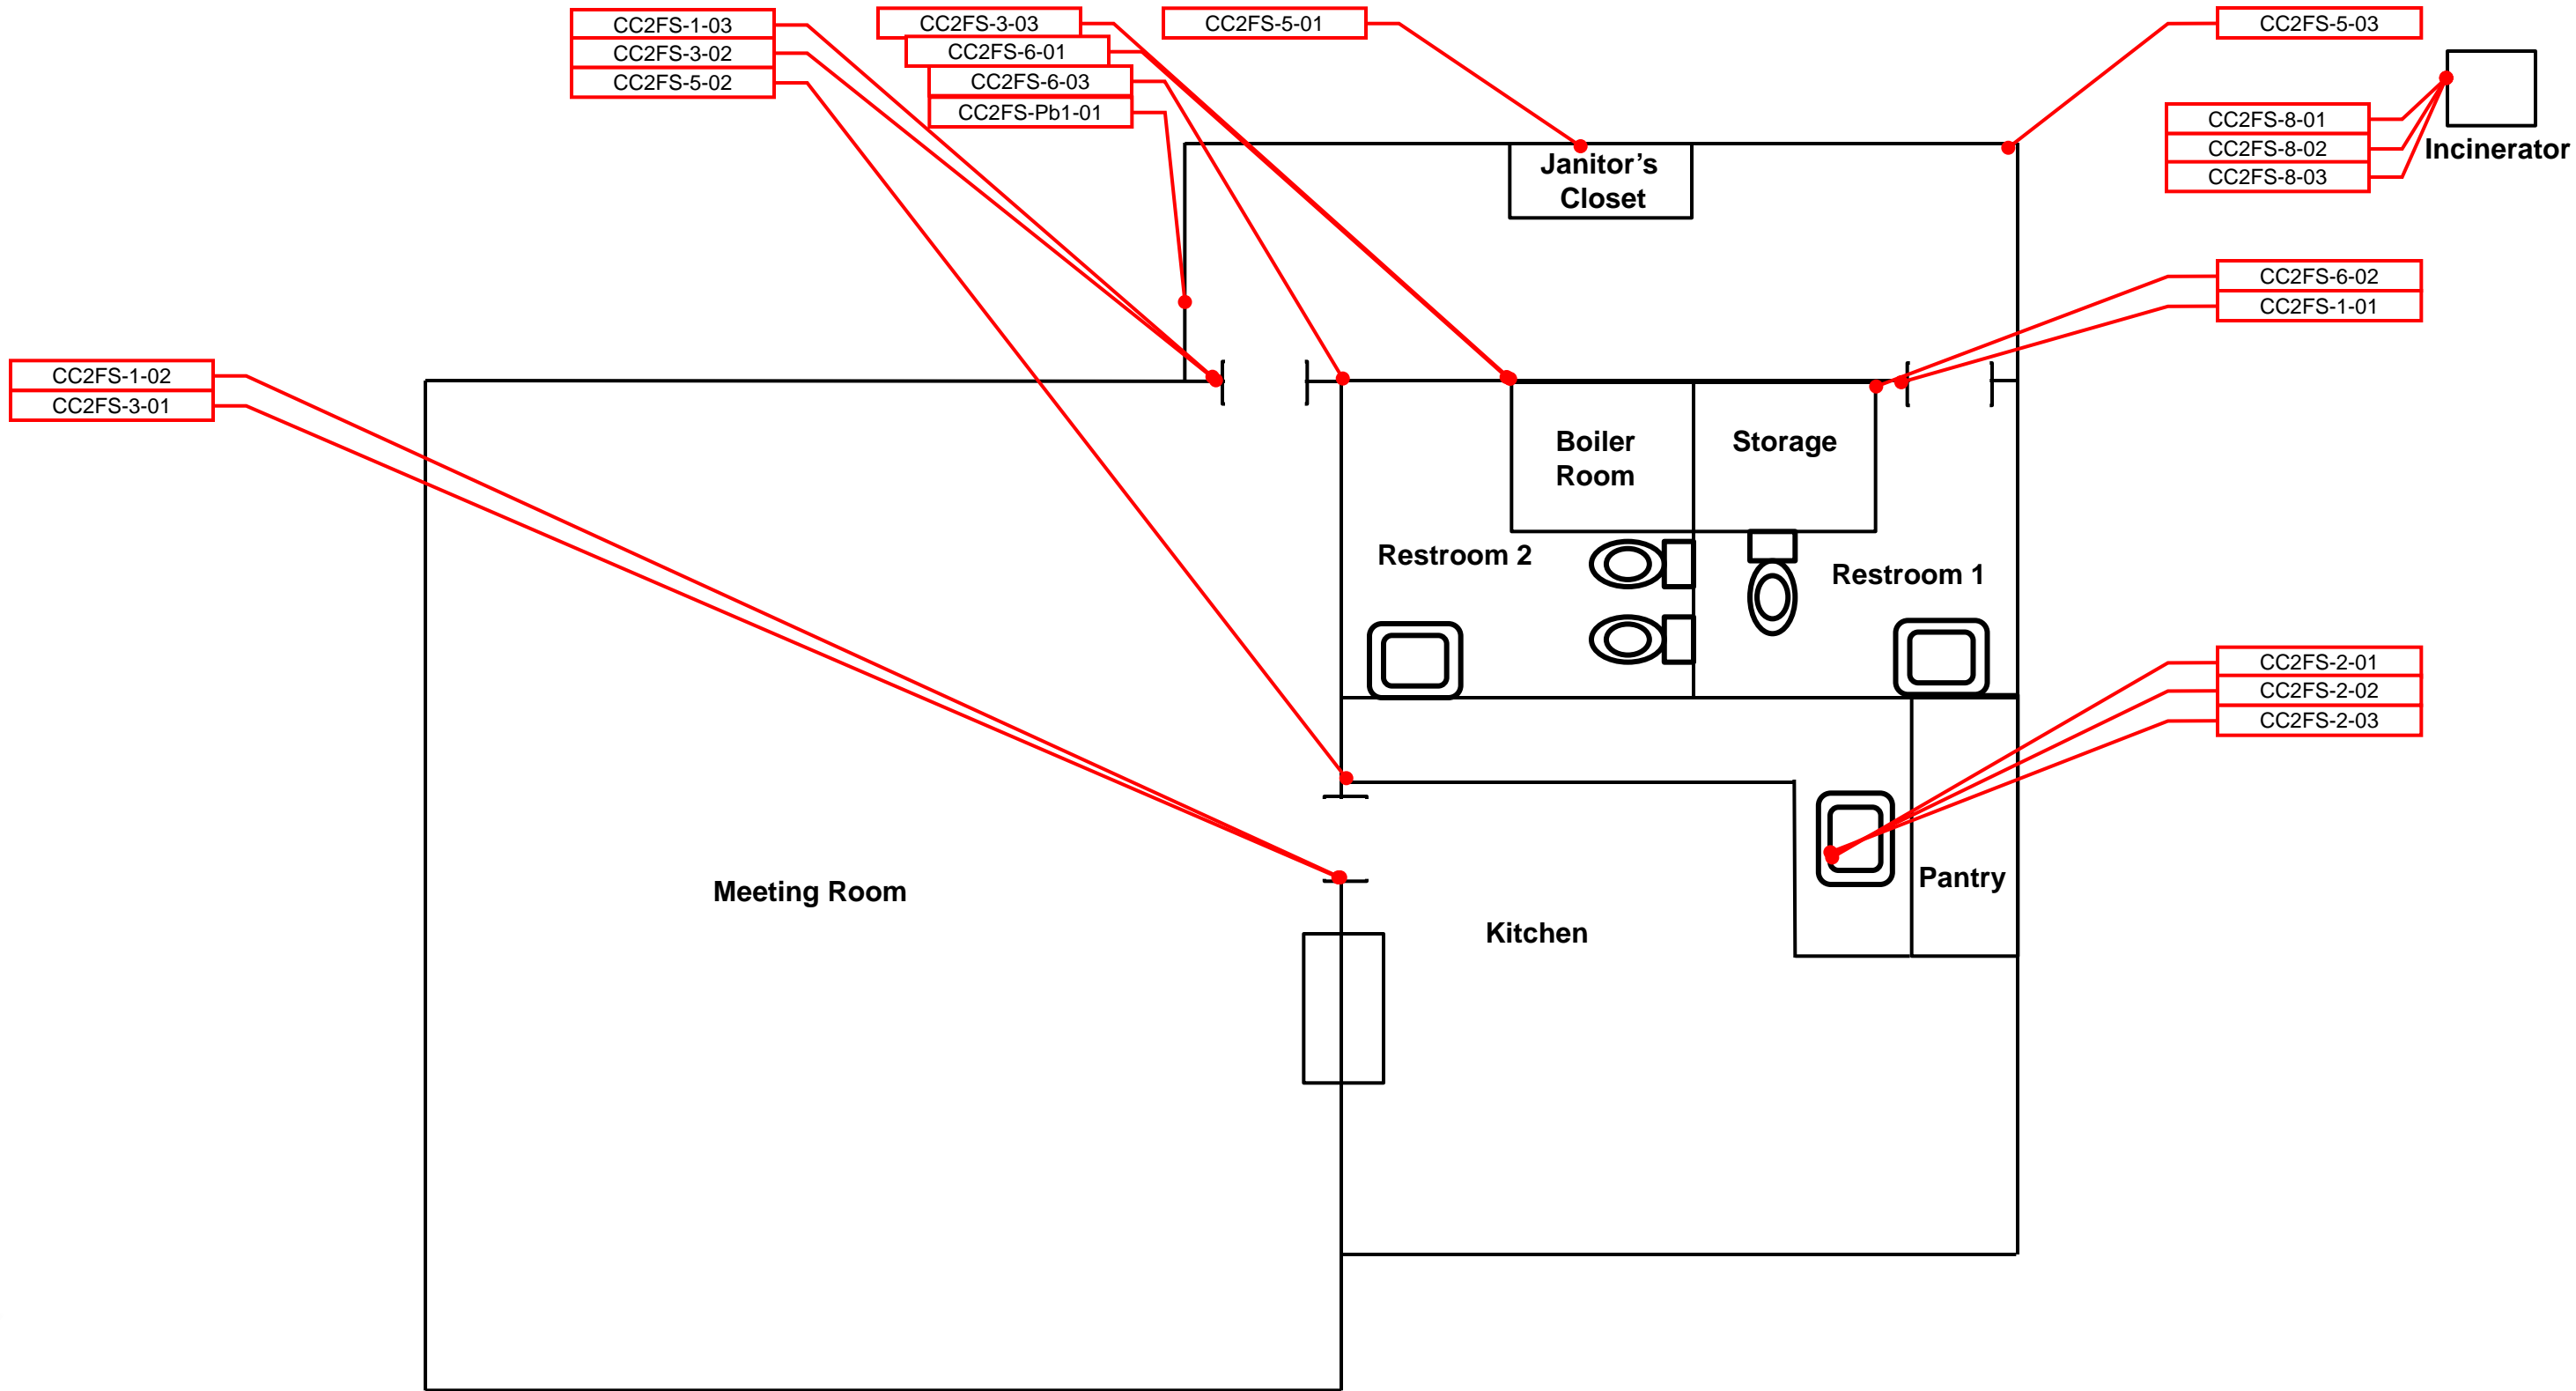 CC2FS-1-03
CC2FS-3-02
CC2FS-5-02
CC2FS-3-03
CC2FS-6-01
CC2FS-6-03
CC2FS-Pb1-01
CC2FS-5-01
CC2FS-5-03
CC2FS-8-01
CC2FS-8-02
CC2FS-8-03
Incinerator
Janitor’s
Closet
CC2FS-6-02
CC2FS-1-01
CC2FS-1-02
CC2FS-3-01
Boiler
Room
Storage
Restroom 2
Restroom 1
CC2FS-2-01
CC2FS-2-02
CC2FS-2-03
Meeting Room
Kitchen
Pantry